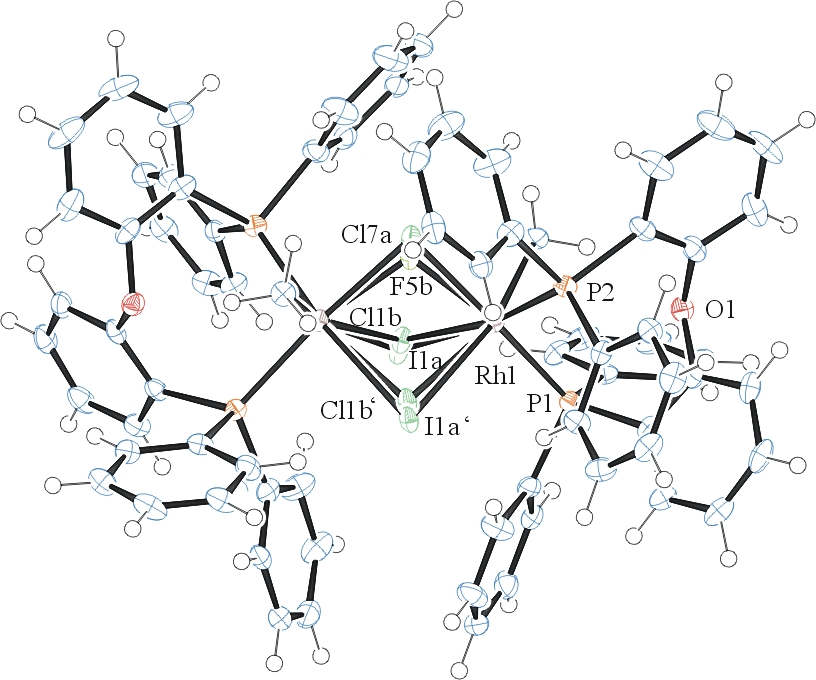 Cl7a
F5b
P2
O1
Cl1b
I1a
Rh1
P1
Cl1b‘
I1a‘